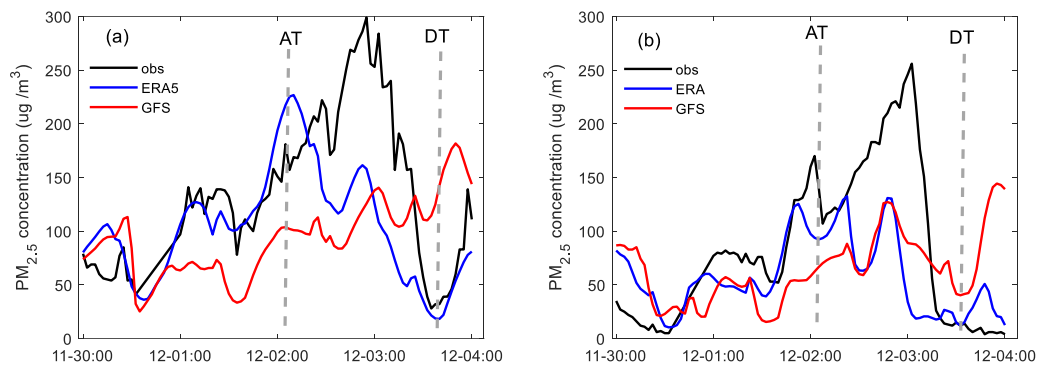 (a)
AT
DT
obs
ERA5
GFS
PM2.5 concentration (ug /m3)
300
250
200
150
100
50
0
11-30:00
12-01:00
12-02:00
12-03:00
12-04:00
(b)
AT
DT
obs
ERA
GFS
PM2.5 concentration (ug /m3)
300
250
200
150
100
50
0
11-30:00
12-01:00
12-02:00
12-03:00
12-04:00